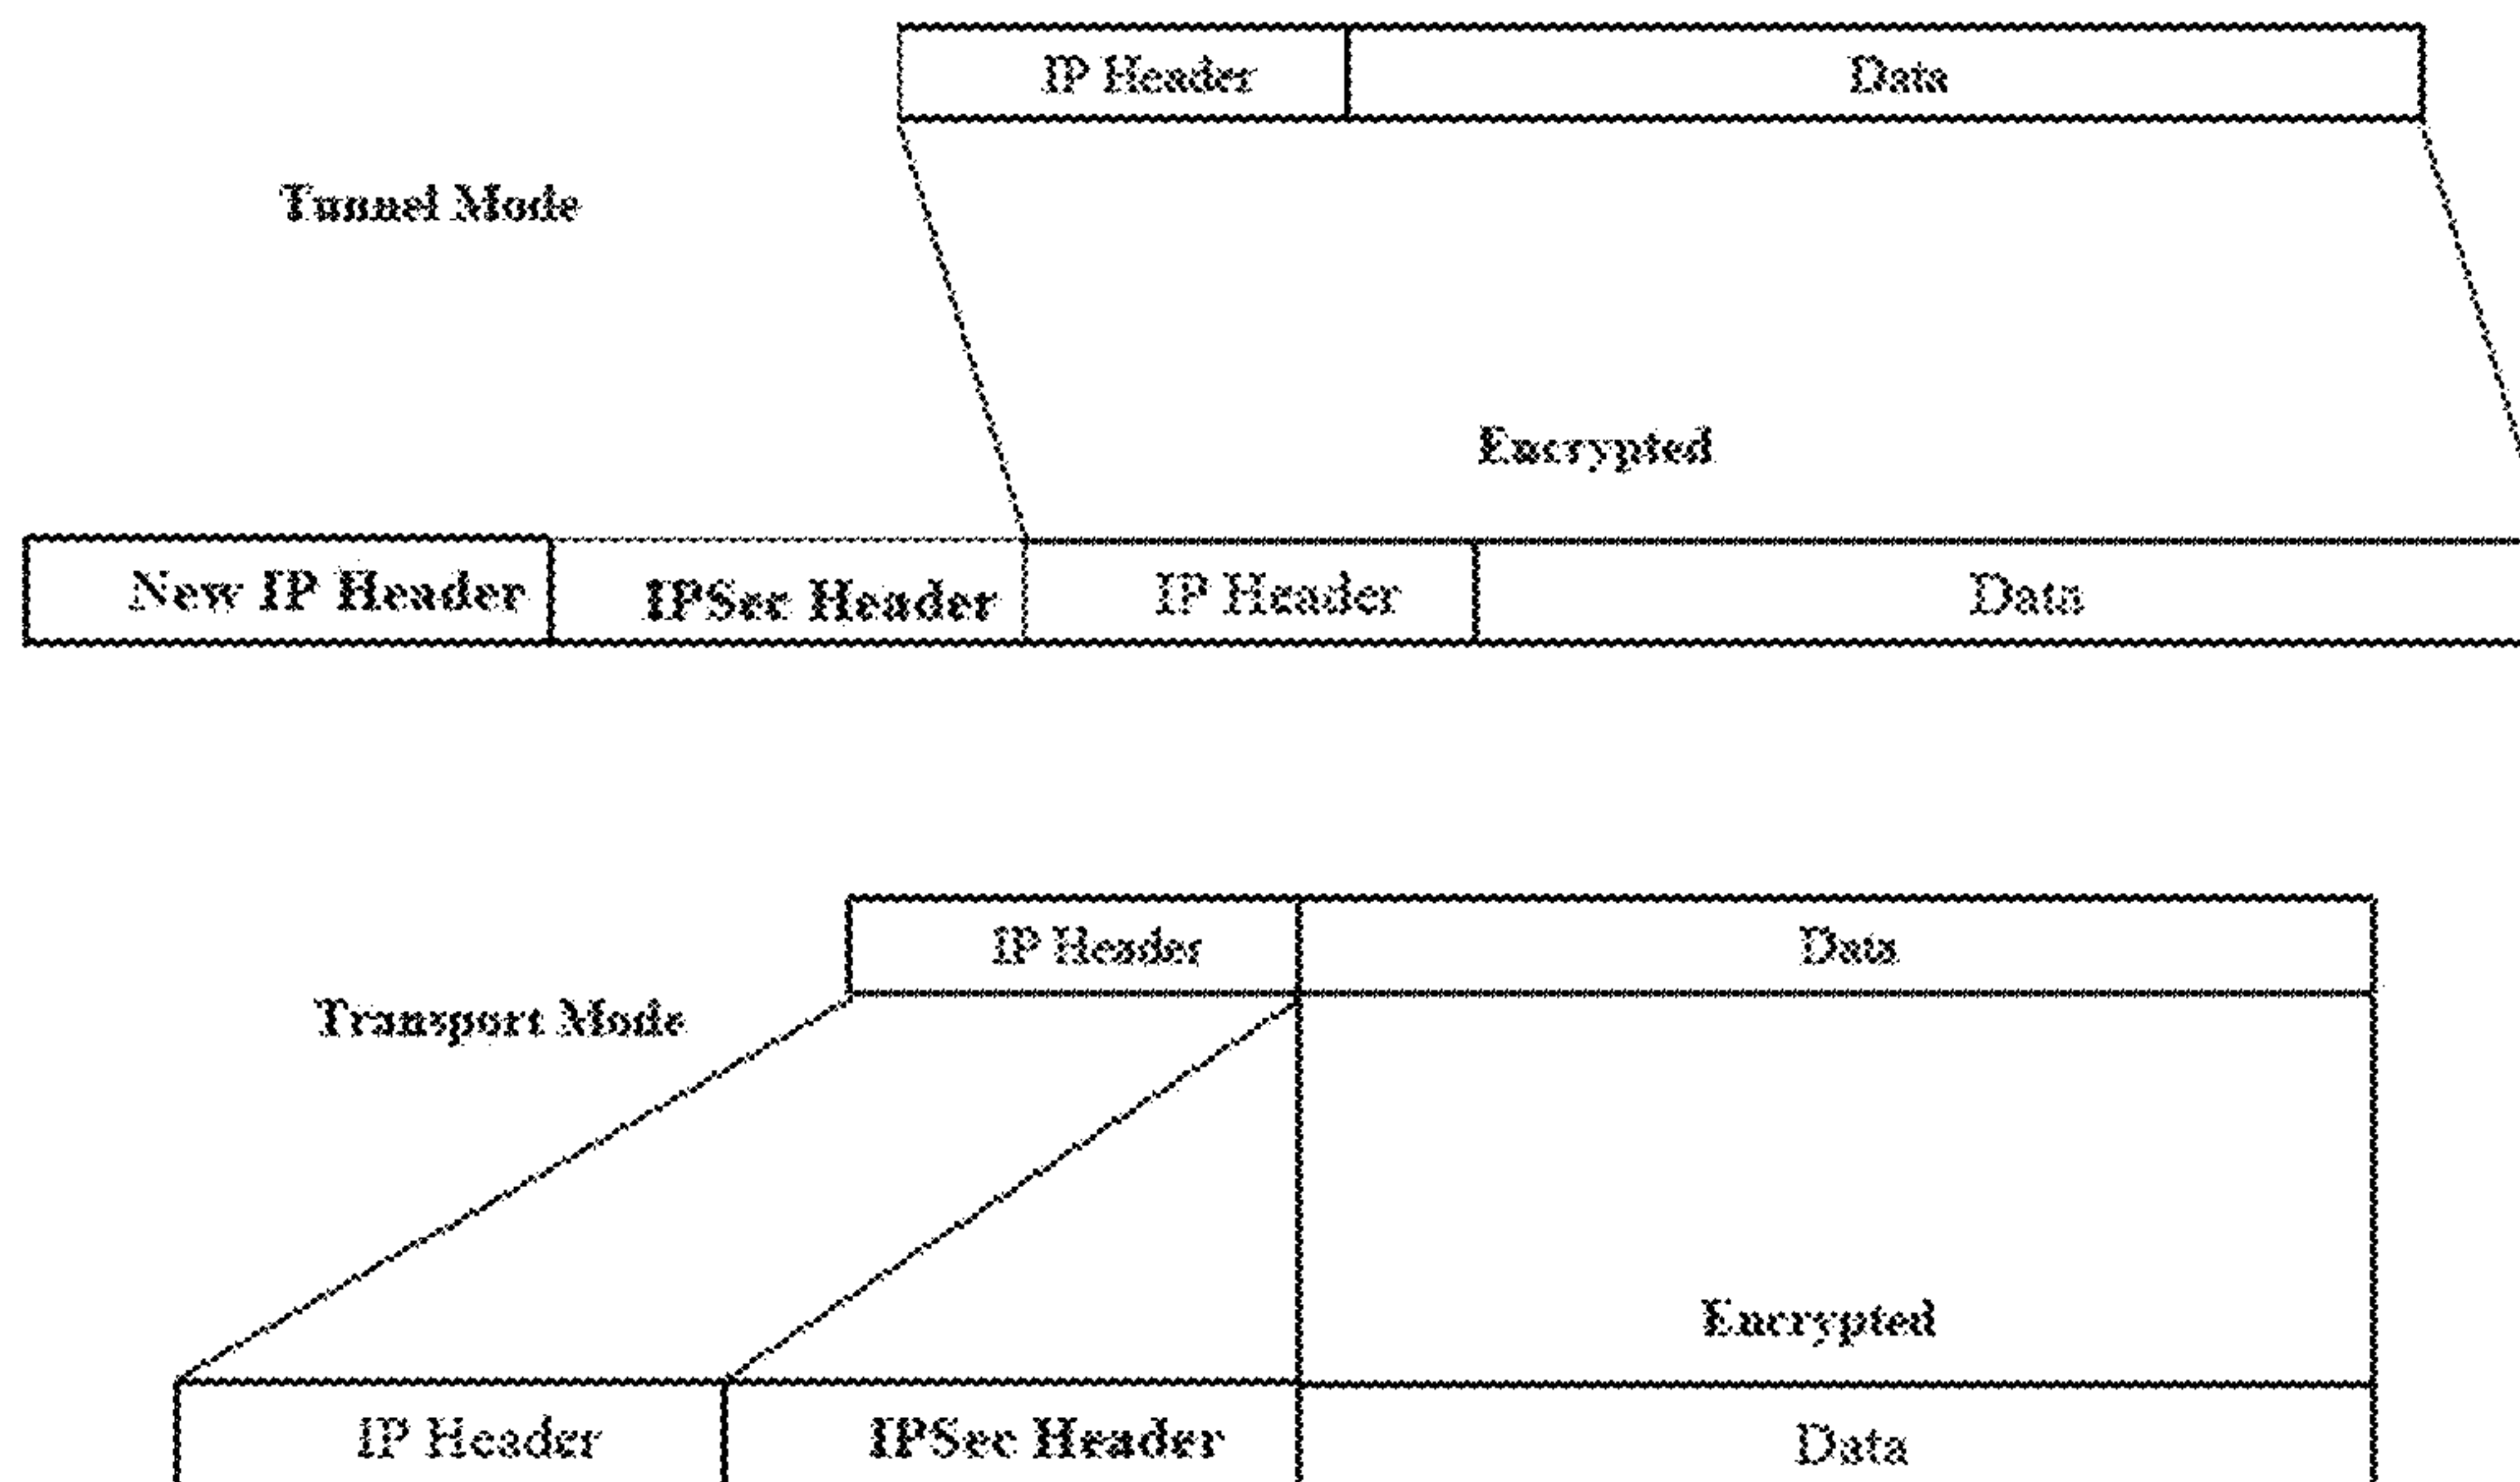 IP Header Data
Tunnel Mode
Encrypted
New IP Header IPSec Header IP Header Data
IP Header Data
Transport Mode
Encrypted
IP Header IPSec Header Data